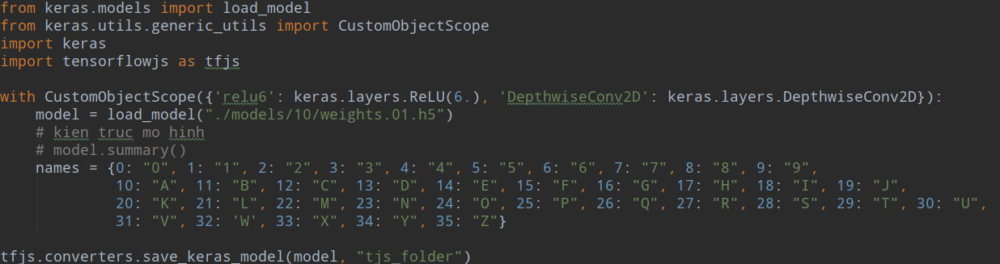 from keras.models import load_model
from keras.utils.generic_utils import CustomObjectScope
import keras
import tensorflowjs as tfjs

with CustomObjectScope({'relu6': keras.layers.ReLU(6.), 'DepthwiseConv2D': keras.layers.DepthwiseConv2D}):
    model = load_model("./models/10/weights.01.h5")
    # kien truc mo hinh
    # model.summary()
    names = {0: "0", 1: "1", 2: "2", 3: "3", 4: "4", 5: "5", 6: "6", 7: "7", 8: "8", 9: "9",
             10: "A", 11: "B", 12: "C", 13: "D", 14: "E", 15: "F", 16: "G", 17: "H", 18: "I", 19: "J",
             20: "K", 21: "L", 22: "M", 23: "N", 24: "O", 25: "P", 26: "Q", 27: "R", 28: "S", 29: "T", 30: "U",
             31: "V", 32: 'W', 33: "X", 34: "Y", 35: "Z"}

tfjs.converters.save_keras_model(model, "tjs_folder")